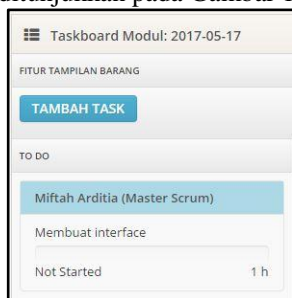 Taskboard Modul: 2017-05-17
FITUR TAMPILAN BARANG
TAMBAH TASK
TO DO
Miftah Arditia (Master Scrum)
Membuat interface
Not Started 1 h